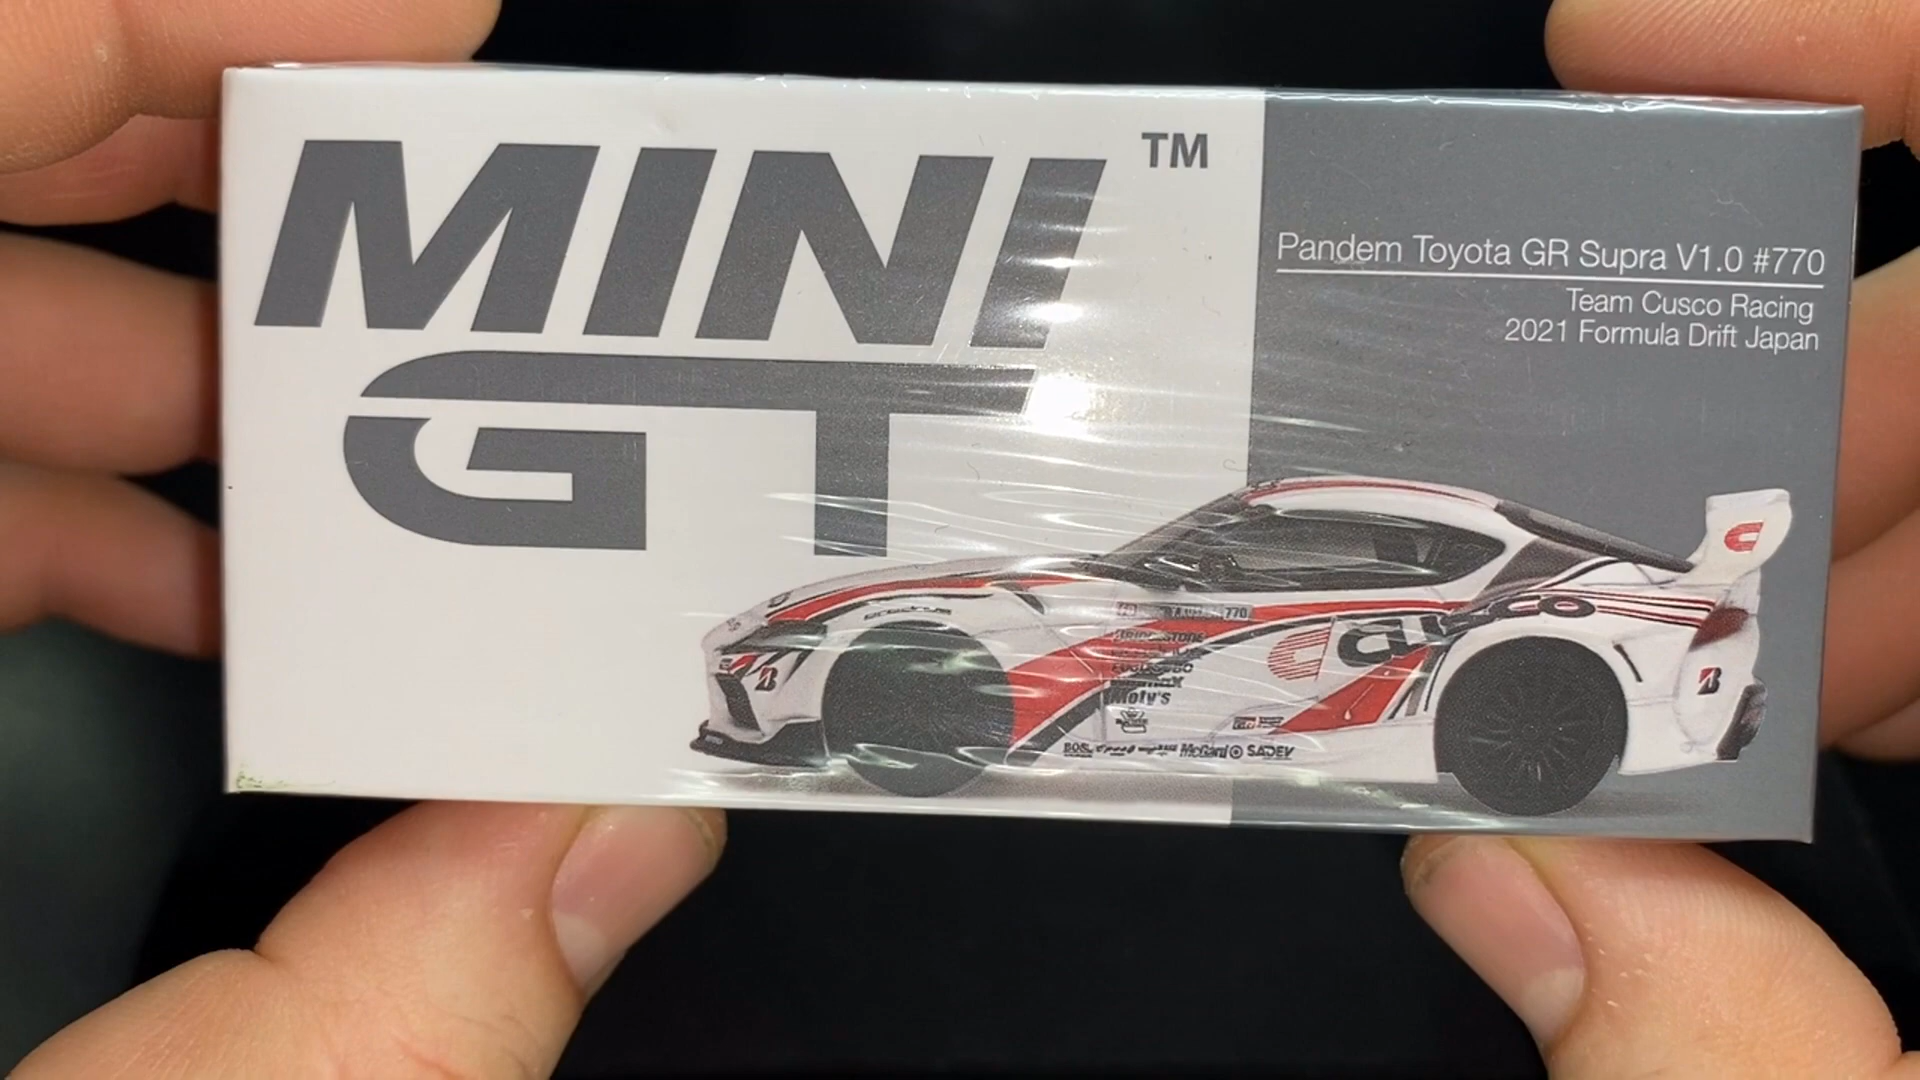 MINI TM
GT
Pandem Toyota GR Supra V1.0 #770
Team Cusco Racing
2021 Formula Drift Japan
770
BRIDGESTONE
CUSCO
Moty's
SADEV